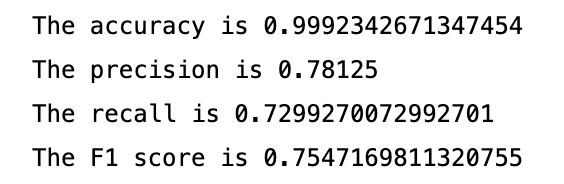 The accuracy is 0.9992342671347454
The precision is 0.78125
The recall is 0.7299270072992701
The F1 score is 0.7547169811320755